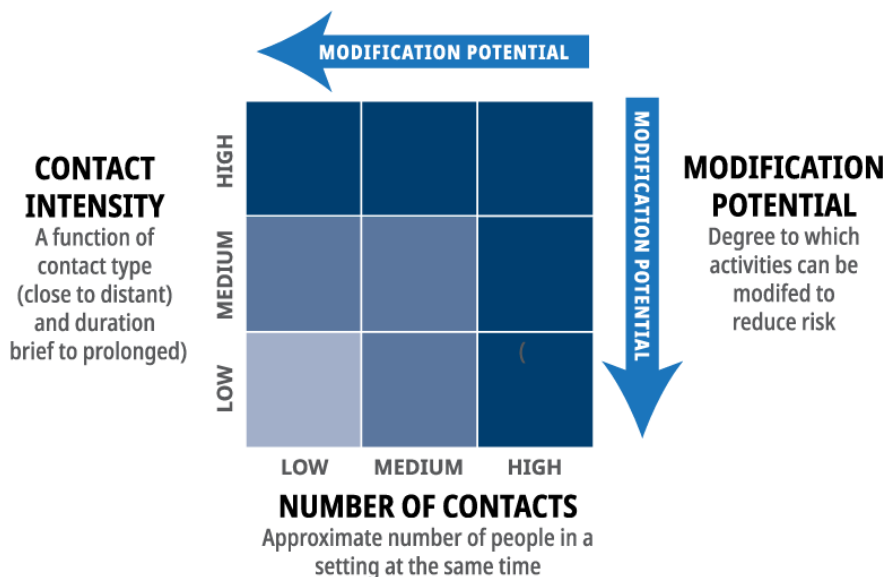 MODIFICATION POTENTIAL
CONTACT
INTENSITY
A function of
contact type
(close to distant)
and duration
brief to prolonged)
HIGH
MEDIUM
LOW
(
LOW MEDIUM HIGH
NUMBER OF CONTACTS
Approximate number of people in a
setting at the same time
MODIFICATION POTENTIAL
MODIFICATION
POTENTIAL
Degree to which
activities can be
modifed to
reduce risk